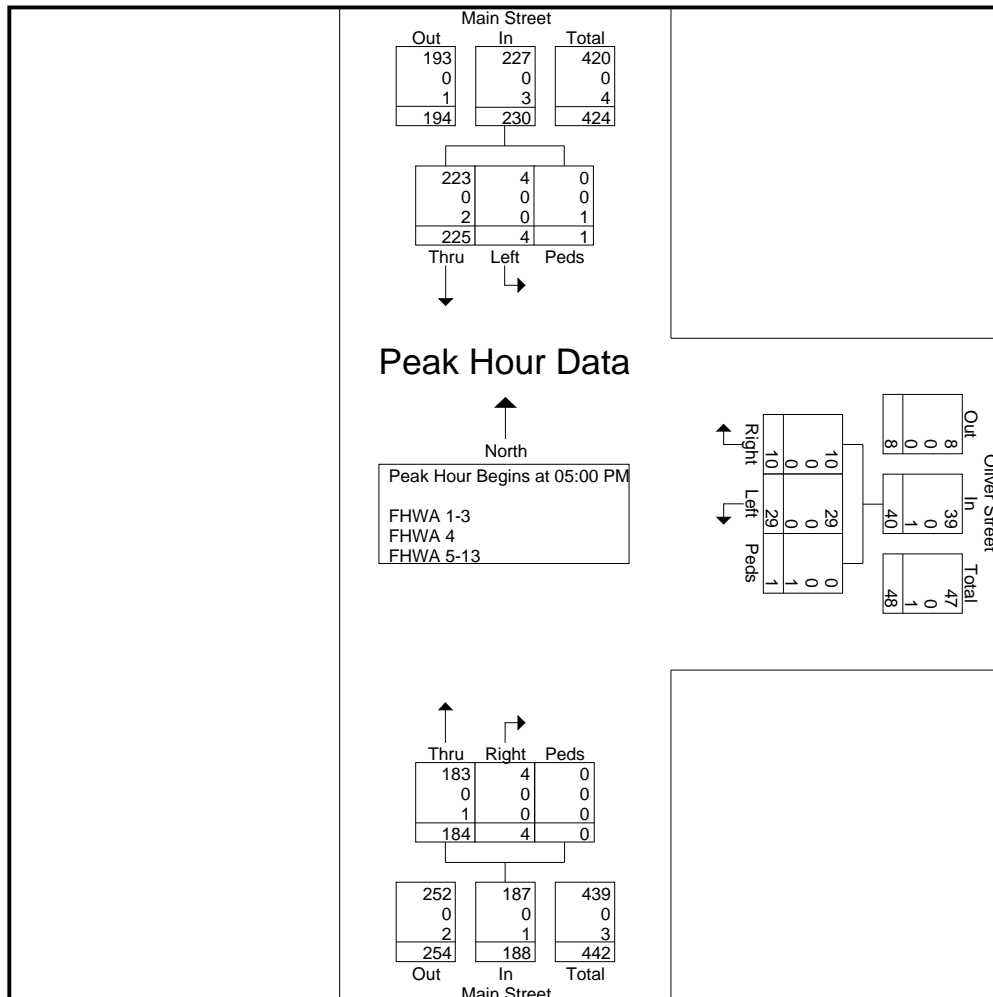 Main Street
Out In Total
193 227 420
0 0 0
1 3 4
194 230 424
223 4 0
0 0 0
2 0 1
225 4 1
Thru Left Peds
Peak Hour Data
North
Peak Hour Begins at 05:00 PM
FHWA 1-3
FHWA 4
FHWA 5-13
Oliver Street
Out In Total
8 39 47
0 0 0
0 1 1
8 40 48
10 29 0
0 0 0
0 0 1
10 29 1
Right Left Peds
Thru Right Peds
183 4 0
0 0 0
1 0 0
184 4 0
252 187 439
0 0 0
2 1 3
254 188 442
Out In Total
Main Street